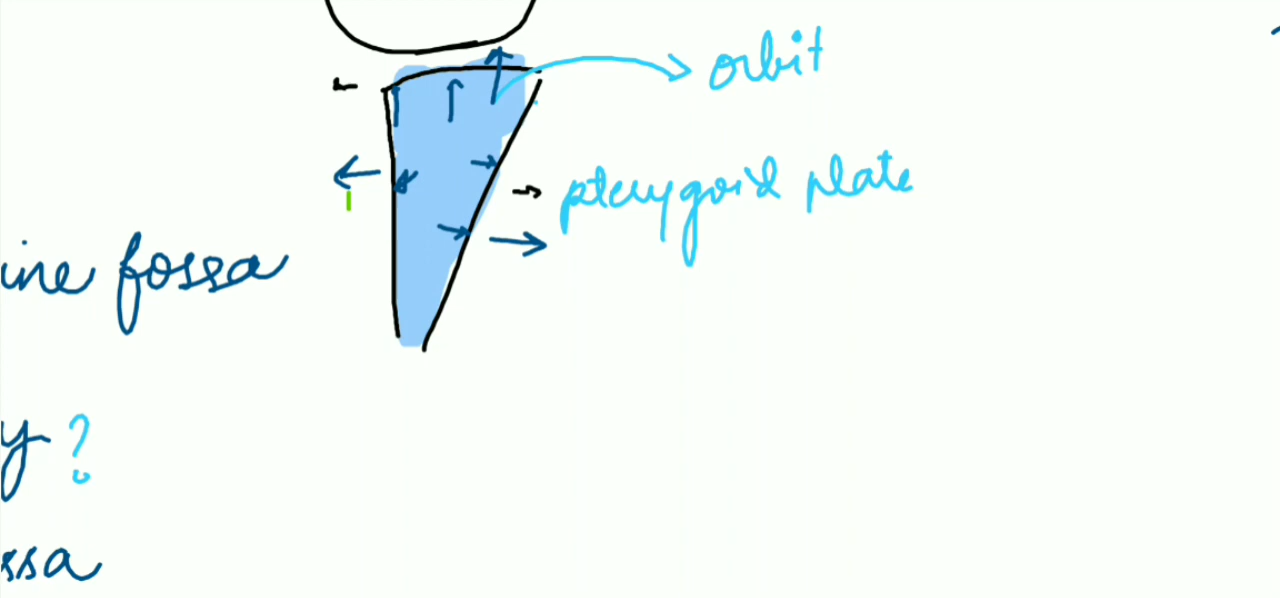 orbit
pterygoid plate
ine fossa
y ?
ssa